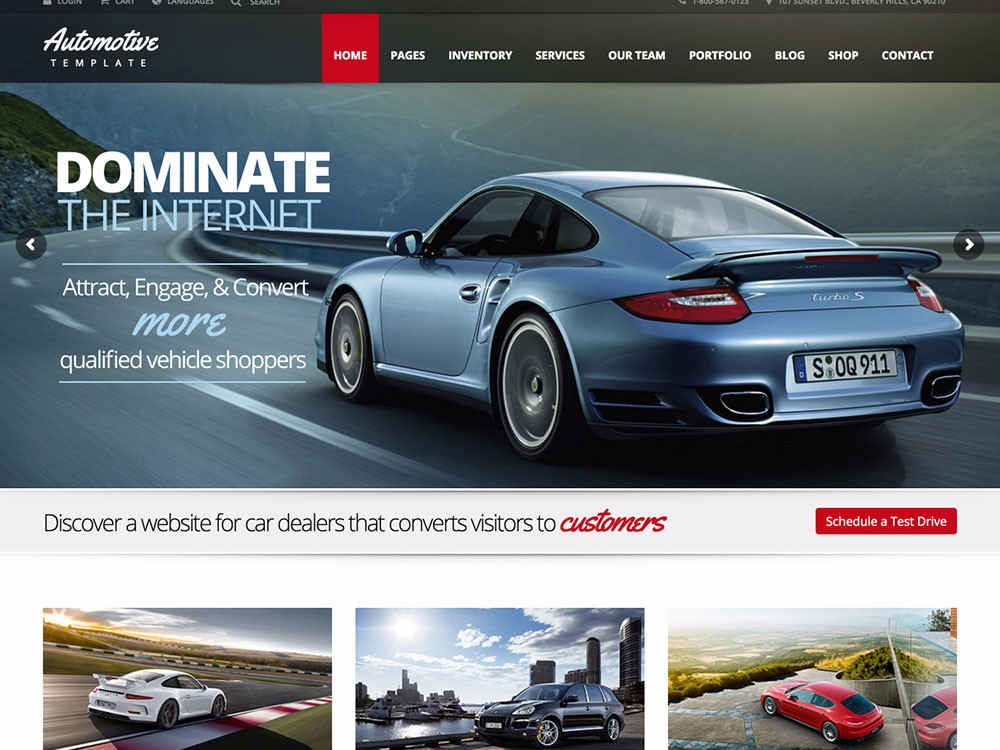 LOGIN CART LANGUAGES SEARCH 1-800-567-0123 107 SUNSET BLVD., BEVERLY HILLS, CA 90210
Automotive
TEMPLATE
HOME PAGES INVENTORY SERVICES OUR TEAM PORTFOLIO BLOG SHOP CONTACT
DOMINATE
THE INTERNET
Attract, Engage, & Convert
more
qualified vehicle shoppers
turbo S
S OQ 911
Discover a website for car dealers that converts visitors to customers
Schedule a Test Drive